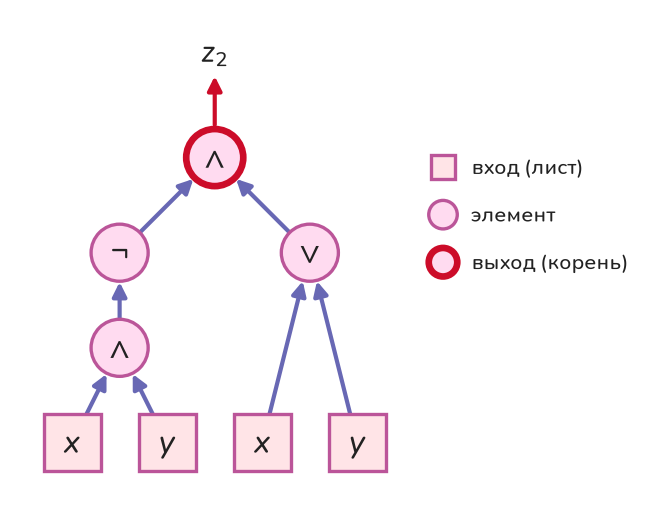 z₂
∧
¬
∨
∧
x
y
x
y
вход (лист)
элемент
выход (корень)